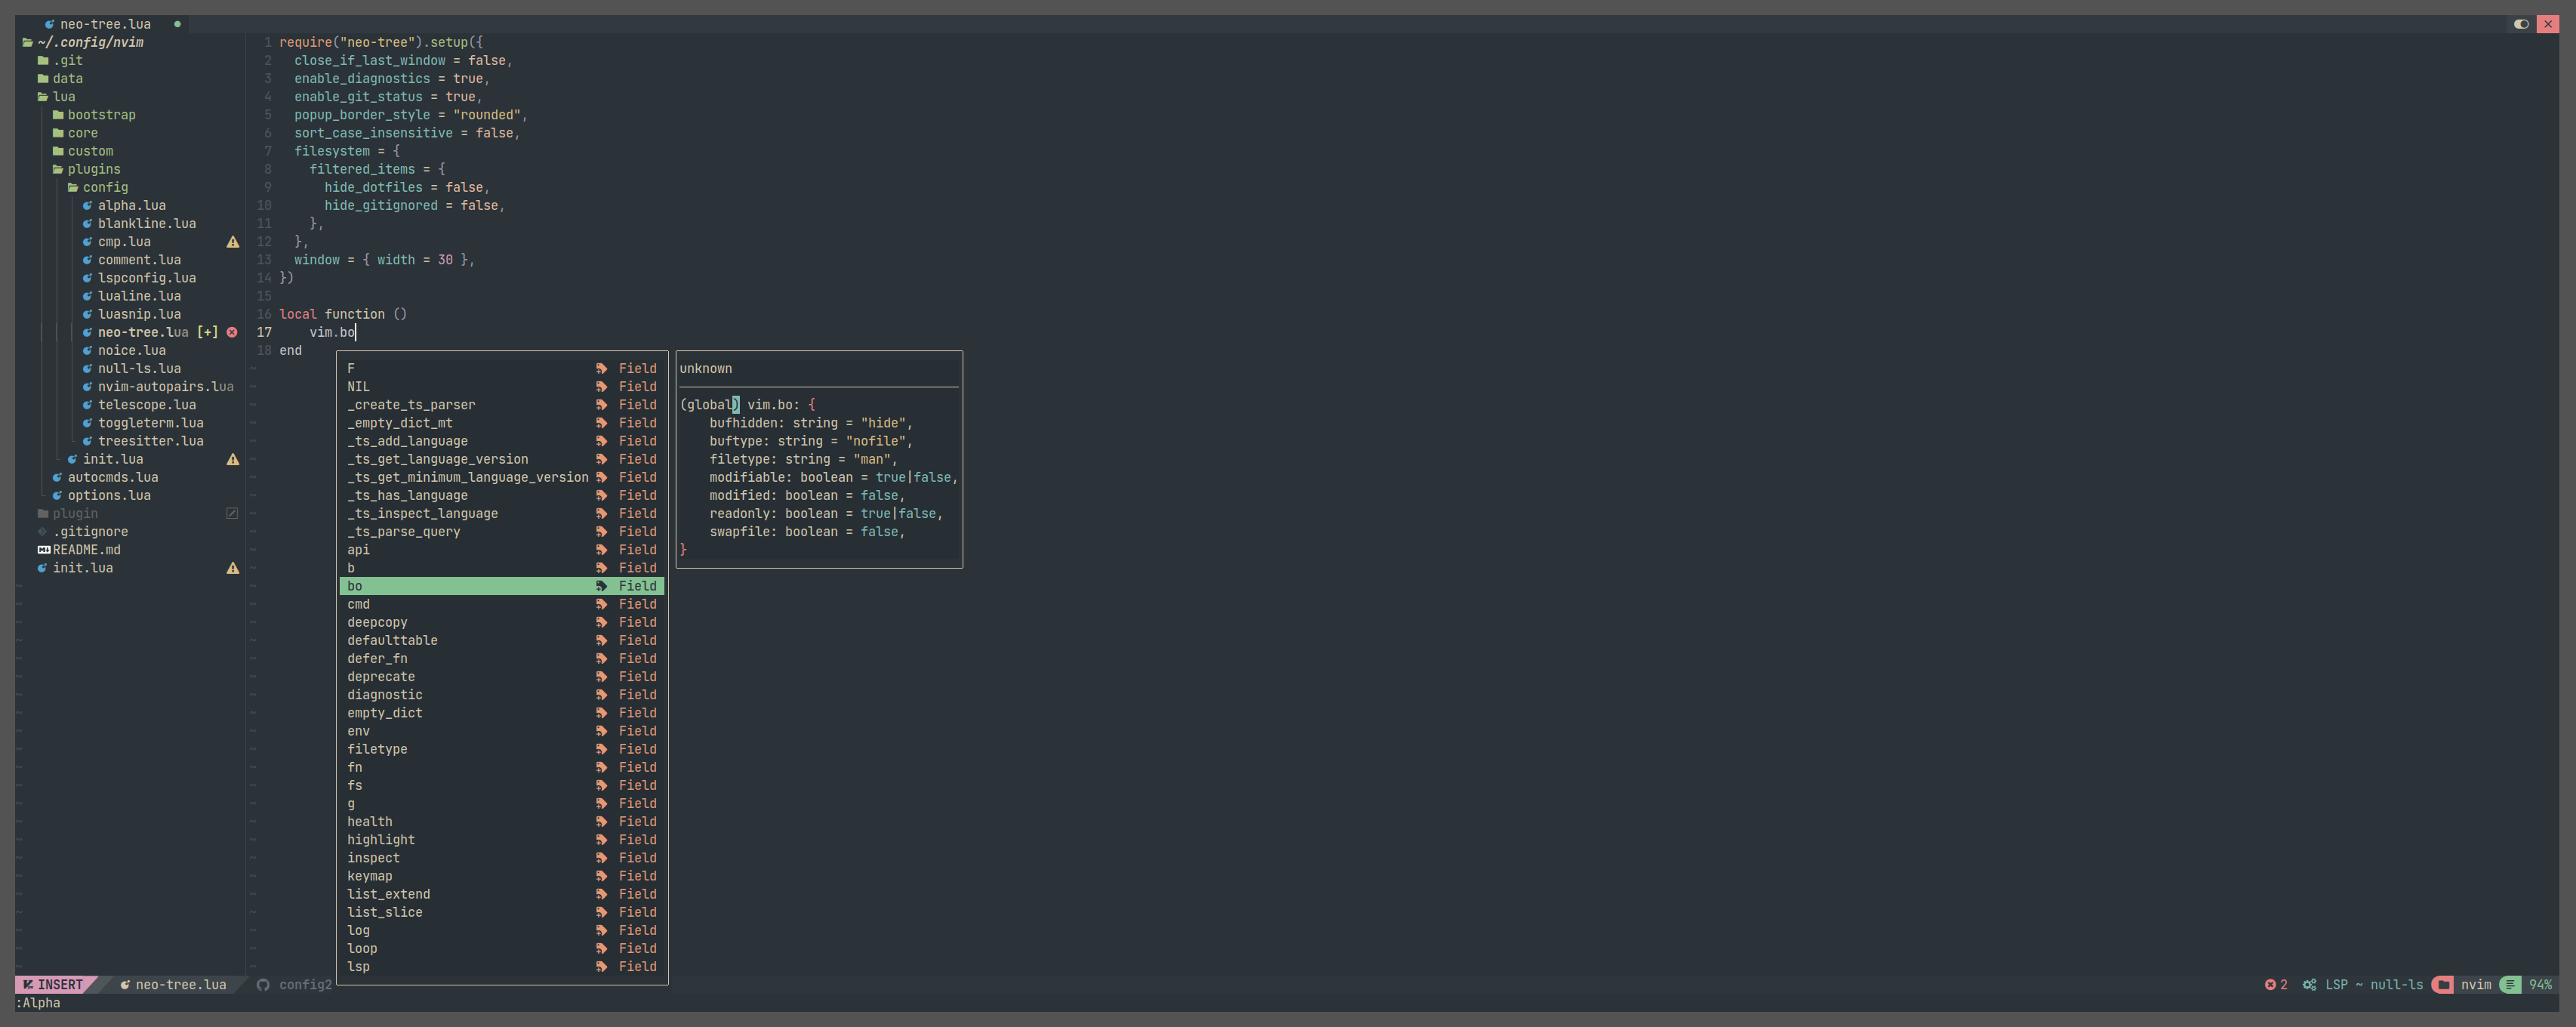 neo-tree.lua
~/.config/nvim
.git
data
lua
bootstrap
core
custom
plugins
config
alpha.lua
blankline.lua
cmp.lua
comment.lua
lspconfig.lua
lualine.lua
luasnip.lua
neo-tree.lua [+]
noice.lua
null-ls.lua
nvim-autopairs.lua
telescope.lua
toggleterm.lua
treesitter.lua
init.lua
autocmds.lua
options.lua
plugin
.gitignore
README.md
init.lua
1 require("neo-tree").setup({
2   close_if_last_window = false,
3   enable_diagnostics = true,
4   enable_git_status = true,
5   popup_border_style = "rounded",
6   sort_case_insensitive = false,
7   filesystem = {
8     filtered_items = {
9       hide_dotfiles = false,
10       hide_gitignored = false,
11     },
12   },
13   window = { width = 30 },
14 })
15
16 local function ()
17     vim.bo
18 end
F Field
NIL Field
_create_ts_parser Field
_empty_dict_mt Field
_ts_add_language Field
_ts_get_language_version Field
_ts_get_minimum_language_version Field
_ts_has_language Field
_ts_inspect_language Field
_ts_parse_query Field
api Field
b Field
bo Field
cmd Field
deepcopy Field
defaulttable Field
defer_fn Field
deprecate Field
diagnostic Field
empty_dict Field
env Field
filetype Field
fn Field
fs Field
g Field
health Field
highlight Field
inspect Field
keymap Field
list_extend Field
list_slice Field
log Field
loop Field
lsp Field
unknown
(global) vim.bo: {
    bufhidden: string = "hide",
    buftype: string = "nofile",
    filetype: string = "man",
    modifiable: boolean = true|false,
    modified: boolean = false,
    readonly: boolean = true|false,
    swapfile: boolean = false,
}
INSERT neo-tree.lua config2 2 LSP ~ null-ls nvim 94%
:Alpha